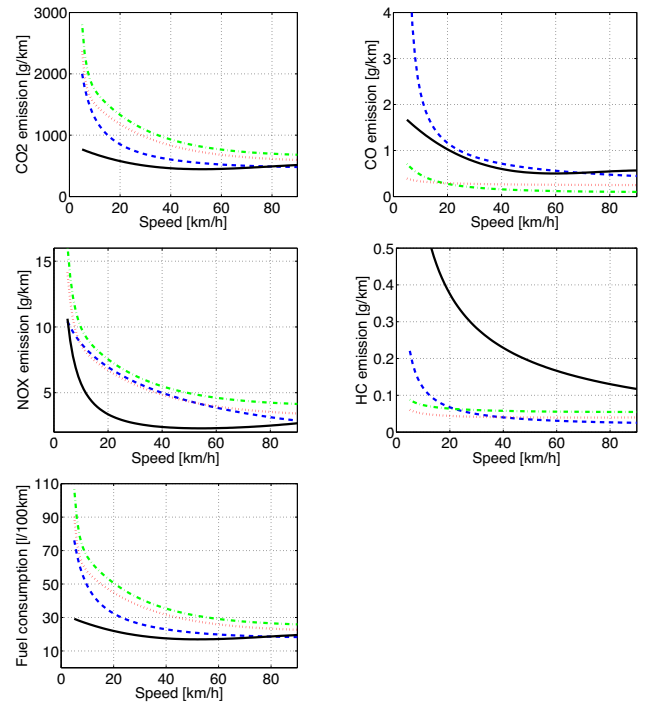 3000
2000
1000
0
CO2 emission [g/km]
0 20 40 60 80
Speed [km/h]
4
3
2
1
0
CO emission [g/km]
0 20 40 60 80
Speed [km/h]
15
10
5
NOX emission [g/km]
0 20 40 60 80
Speed [km/h]
0.5
0.4
0.3
0.2
0.1
0
HC emission [g/km]
0 20 40 60 80
Speed [km/h]
110
90
70
50
30
10
Fuel consumption [l/100km]
0 20 40 60 80
Speed [km/h]